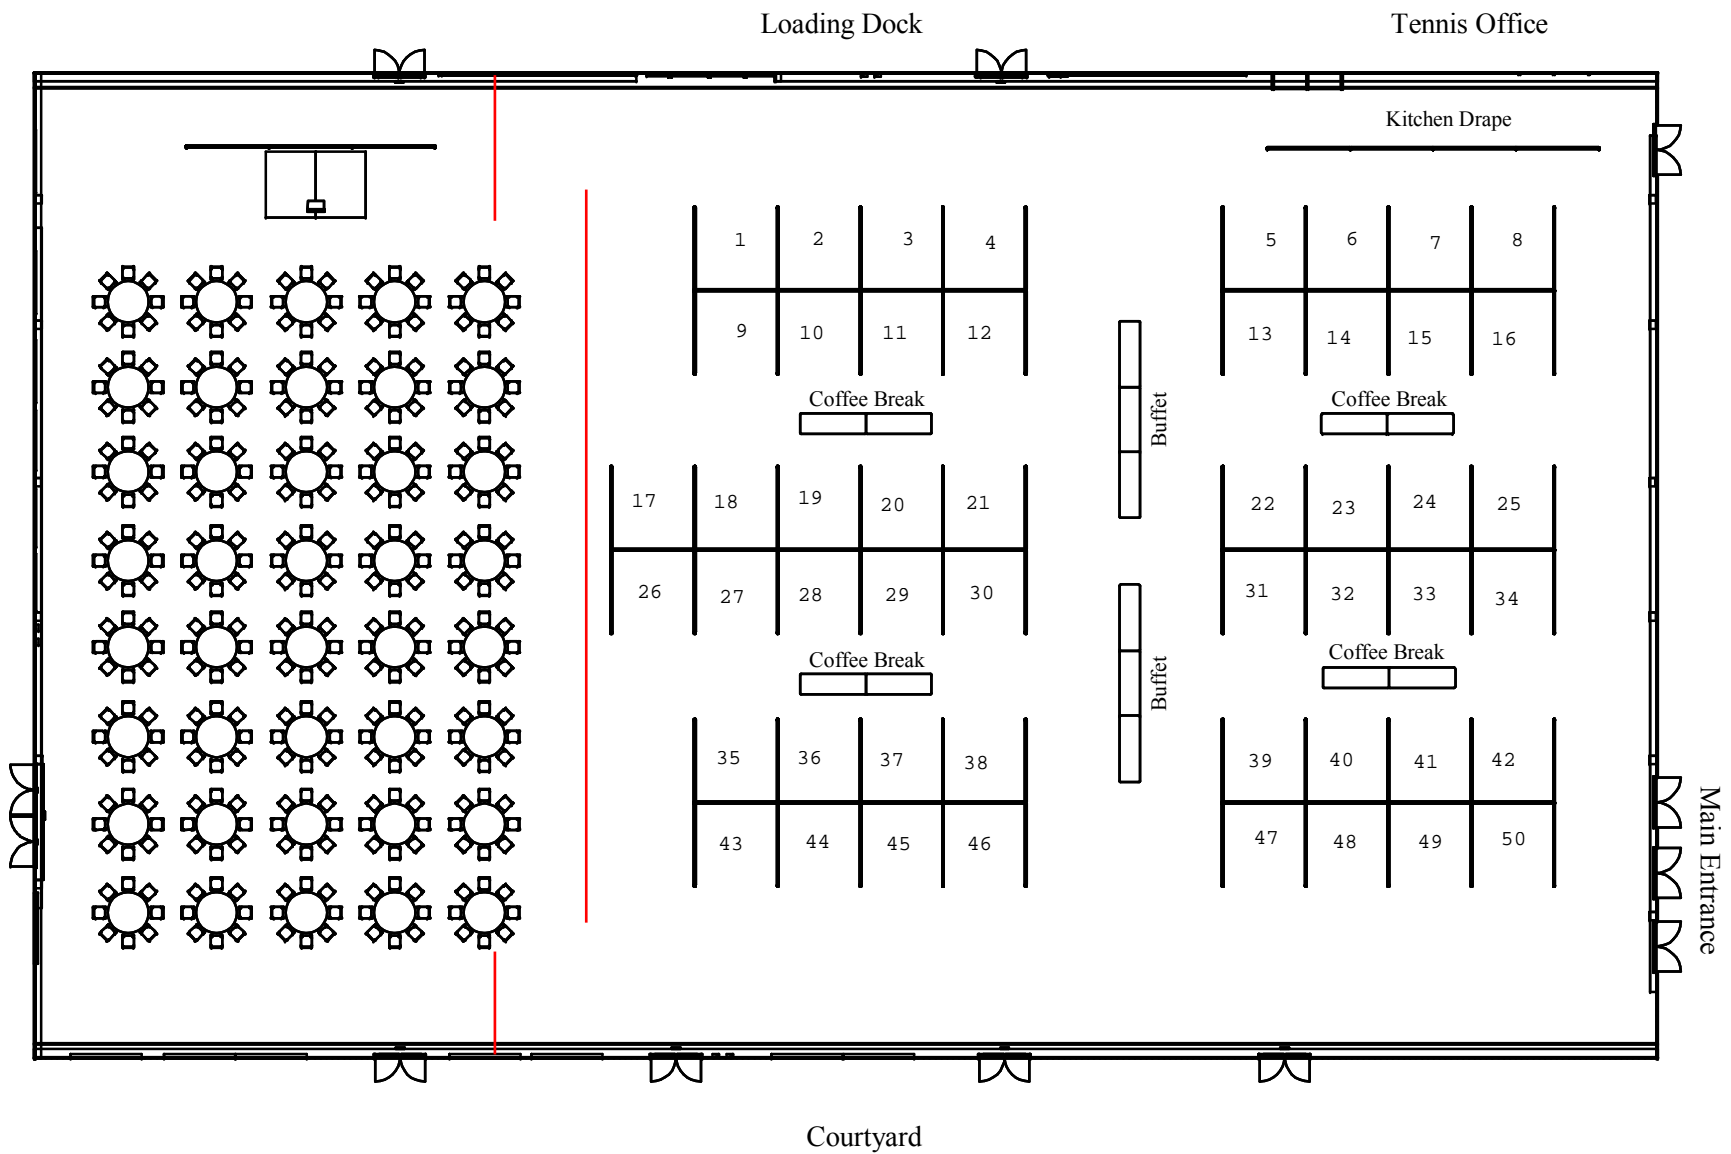 Loading Dock
Tennis Office
Kitchen Drape
1 2 3 4
5 6 7 8
9 10 11 12
13 14 15 16
Coffee Break
Buffet
Coffee Break
17 18 19 20 21
22 23 24 25
26 27 28 29 30
31 32 33 34
Coffee Break
Buffet
Coffee Break
35 36 37 38
39 40 41 42
43 44 45 46
47 48 49 50
Main Entrance
Courtyard